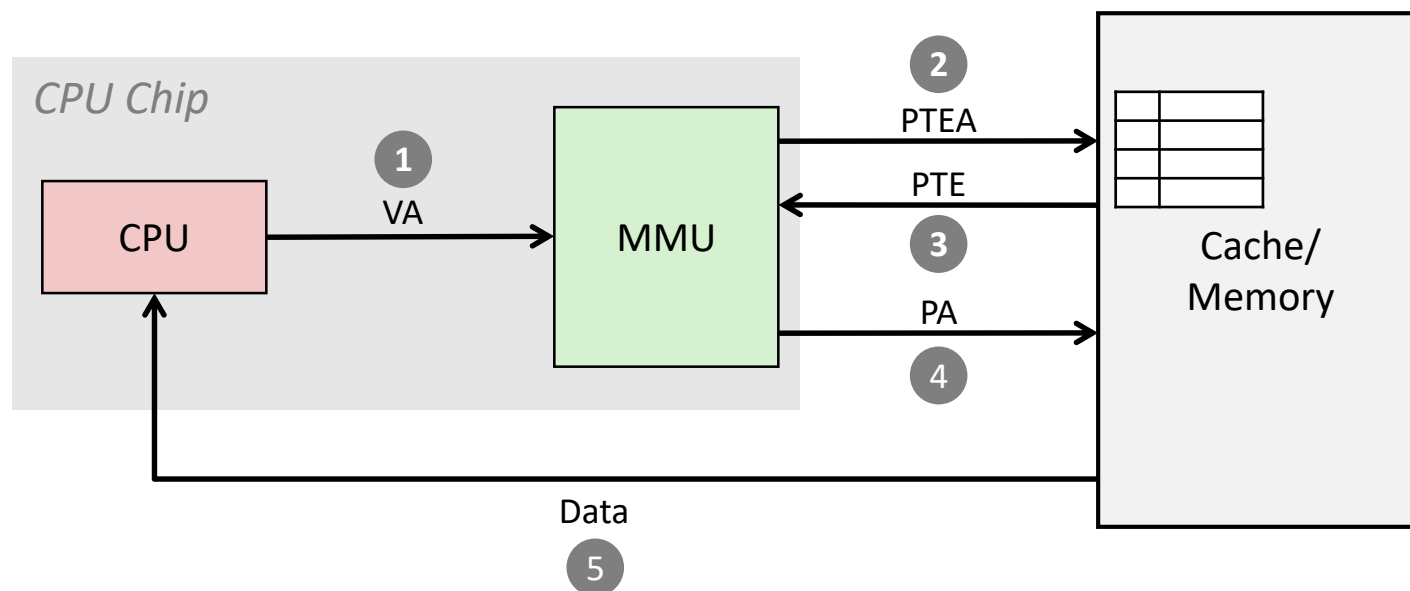 CPU Chip
2
PTEA
1
VA
PTE
CPU
MMU
3
Cache/
Memory
PA
4
Data
5